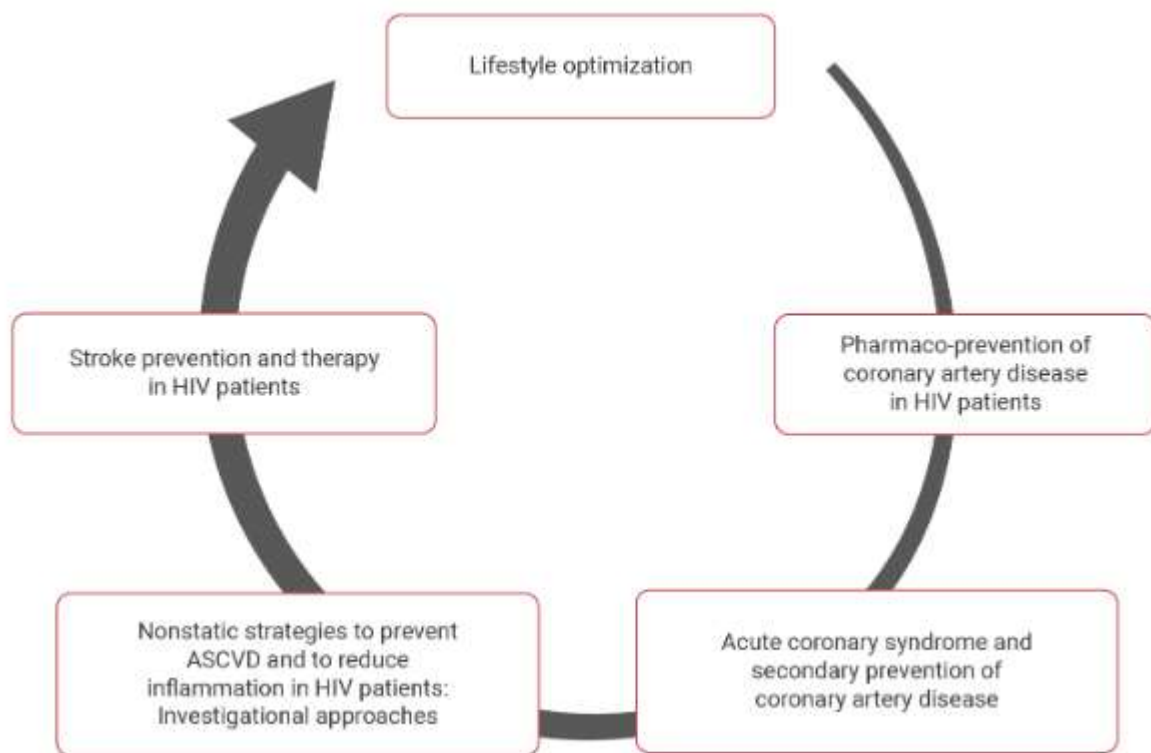 Lifestyle optimization
Pharmaco-prevention of
coronary artery disease
in HIV patients
Acute coronary syndrome and
secondary prevention of
coronary artery disease
Nonstatic strategies to prevent
ASCVD and to reduce
inflammation in HIV patients:
Investigational approaches
Stroke prevention and therapy
in HIV patients